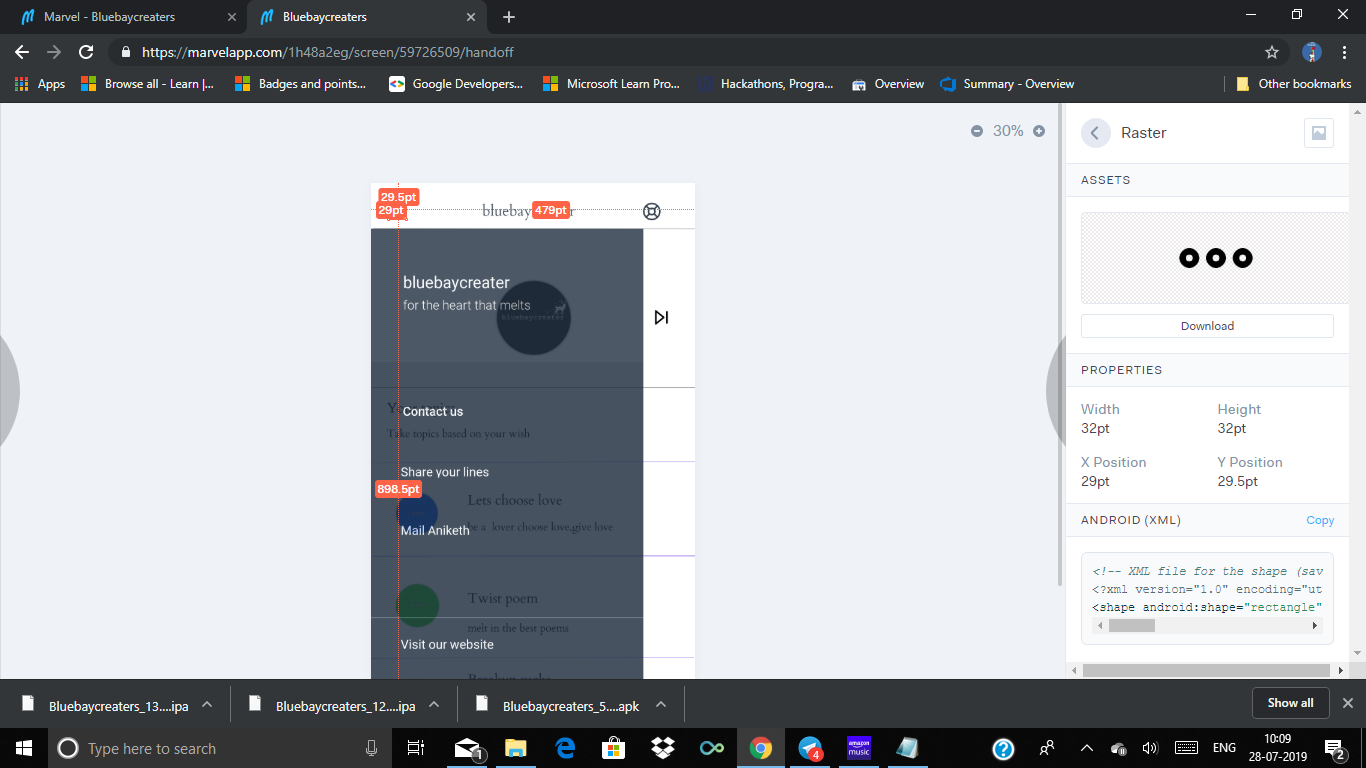 Marvel - Bluebaycreaters
Bluebaycreaters
https://marvelapp.com/1h48a2eg/screen/59726509/handoff
Apps
Browse all - Learn |...
Badges and points...
Google Developers...
Microsoft Learn Pro...
Hackathons, Progra...
Overview
Summary - Overview
Other bookmarks
30%
29.5pt
29pt
479pt
bluebay
bluebaycreater
for the heart that melts
bluebaycreater
Contact us
Take topics based on your wish
Share your lines
898.5pt
Lets choose love
be a lover choose love,give love
Mail Aniketh
Twist poem
melt in the best poems
Visit our website
Raster
ASSETS
Download
PROPERTIES
Width
Height
32pt
32pt
X Position
Y Position
29pt
29.5pt
ANDROID (XML)
Copy
<!-- XML file for the shape (sav
<?xml version="1.0" encoding="ut
<shape android:shape="rectangle"
Bluebaycreaters_13....ipa
Bluebaycreaters_12....ipa
Bluebaycreaters_5....apk
Show all
Type here to search
1
4
amazon music
ENG
10:09
28-07-2019
2